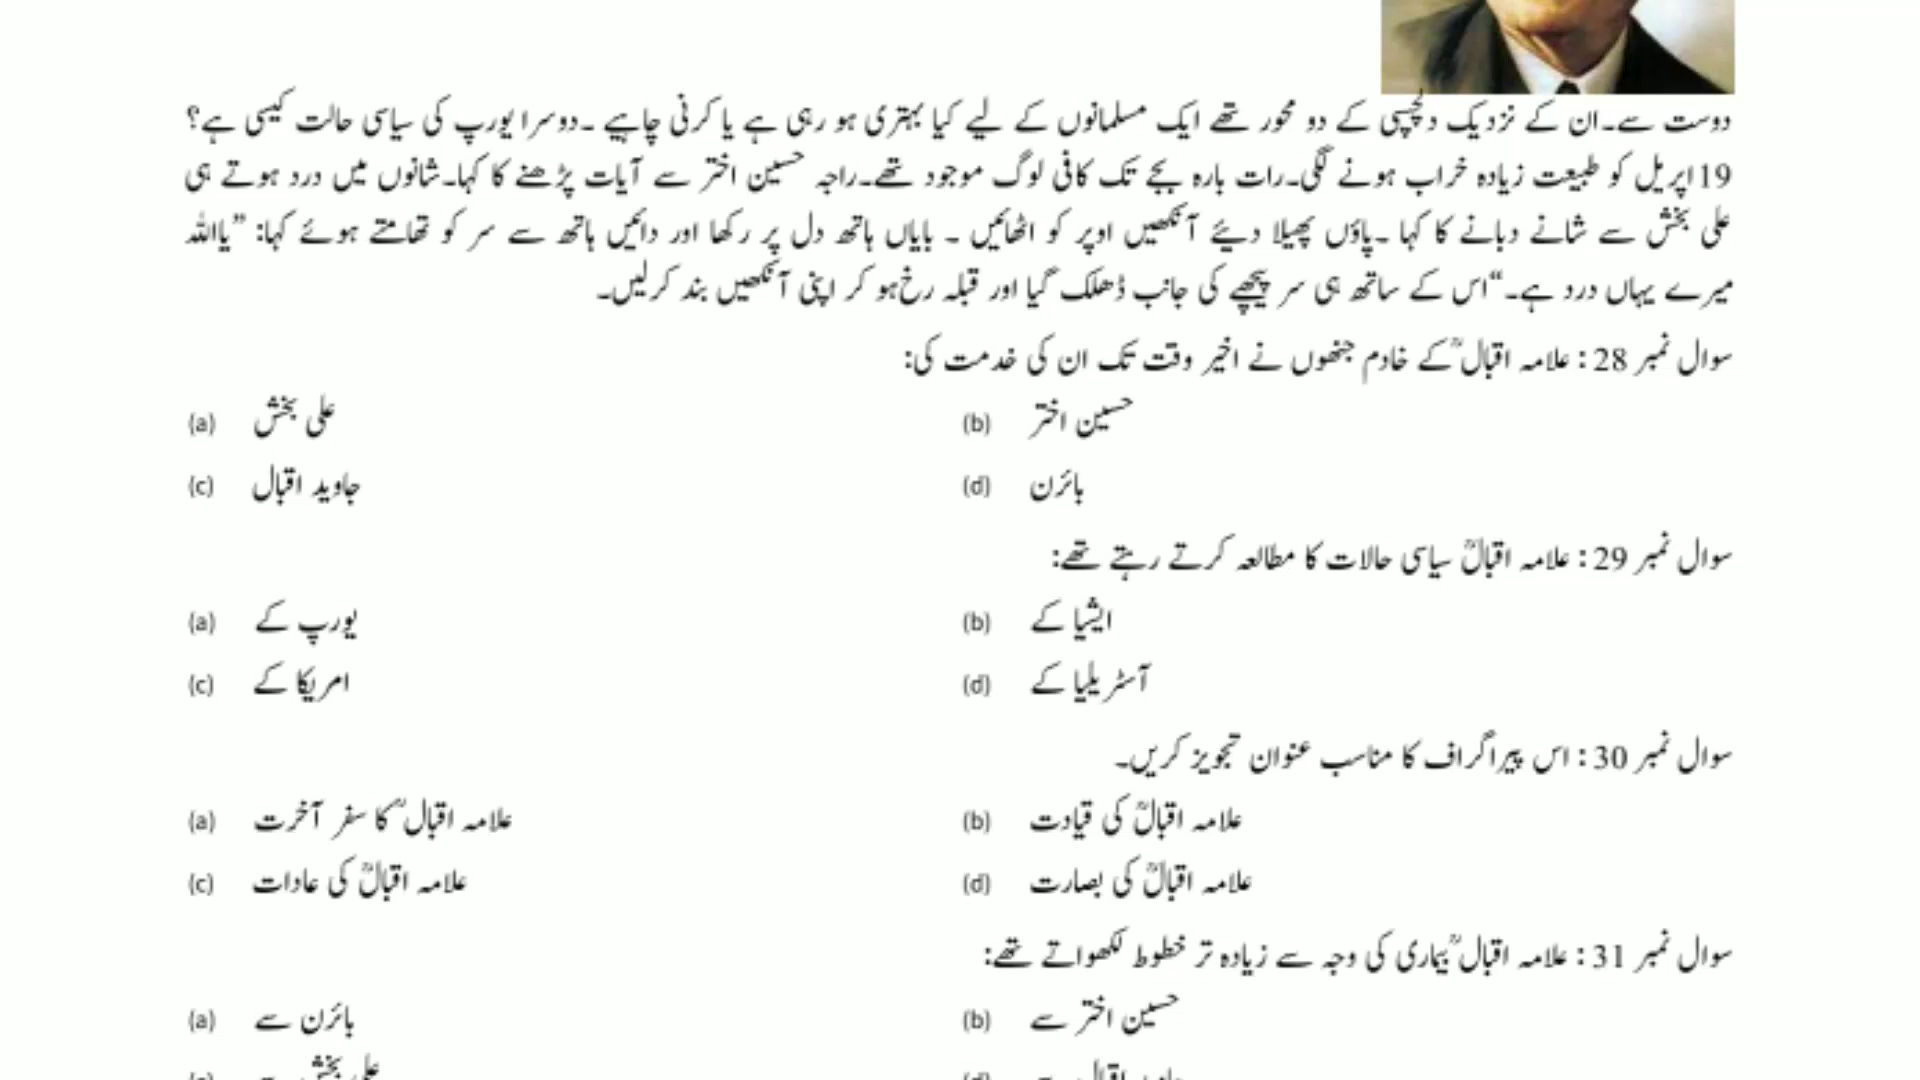 دوست سے۔ان کے نزدیک دلچسپی کے دو محور تھے ایک مسلمانوں کے لیے کیا بہتری ہو رہی ہے یا کرنی چاہیے ۔دوسرا یورپ کی سیاسی حالت کیسی ہے؟
19اپریل کو طبیعت زیادہ خراب ہونے لگی۔رات بارہ بجے تک کافی لوگ موجود تھے۔راجہ حسین اختر سے آیات پڑھنے کا کہا۔شانوں میں درد ہوتے ہی
علی بخش سے شانے دبانے کا کہا ۔پاؤں پھیلا دیئے آنکھیں اوپر کو اٹھائیں ۔ بایاں ہاتھ دل پر رکھا اور دائیں ہاتھ سے سر کو تھامتے ہوئے کہا: ”یااللہ
میرے یہاں درد ہے۔“اس کے ساتھ ہی سر پیچھے کی جانب ڈھلک گیا اور قبلہ رخ ہو کر اپنی آنکھیں بند کرلیں۔
سوال نمبر 28 : علامہ اقبالؒ کے خادم جنھوں نے اخیر وقت تک ان کی خدمت کی:
(a) علی بخش (b) حسین اختر
(c) جاوید اقبال (d) بائرن
سوال نمبر 29 : علامہ اقبالؒ سیاسی حالات کا مطالعہ کرتے رہتے تھے:
(a) یورپ کے (b) ایشیا کے
(c) امریکا کے (d) آسٹریلیا کے
سوال نمبر 30 : اس پیراگراف کا مناسب عنوان تجویز کریں۔
(a) علامہ اقبالؒ کا سفر آخرت (b) علامہ اقبالؒ کی قیادت
(c) علامہ اقبالؒ کی عادات (d) علامہ اقبالؒ کی بصارت
سوال نمبر 31 : علامہ اقبالؒ بیماری کی وجہ سے زیادہ تر خطوط لکھواتے تھے:
(a) بائرن سے (b) حسین اختر سے
علی بخش